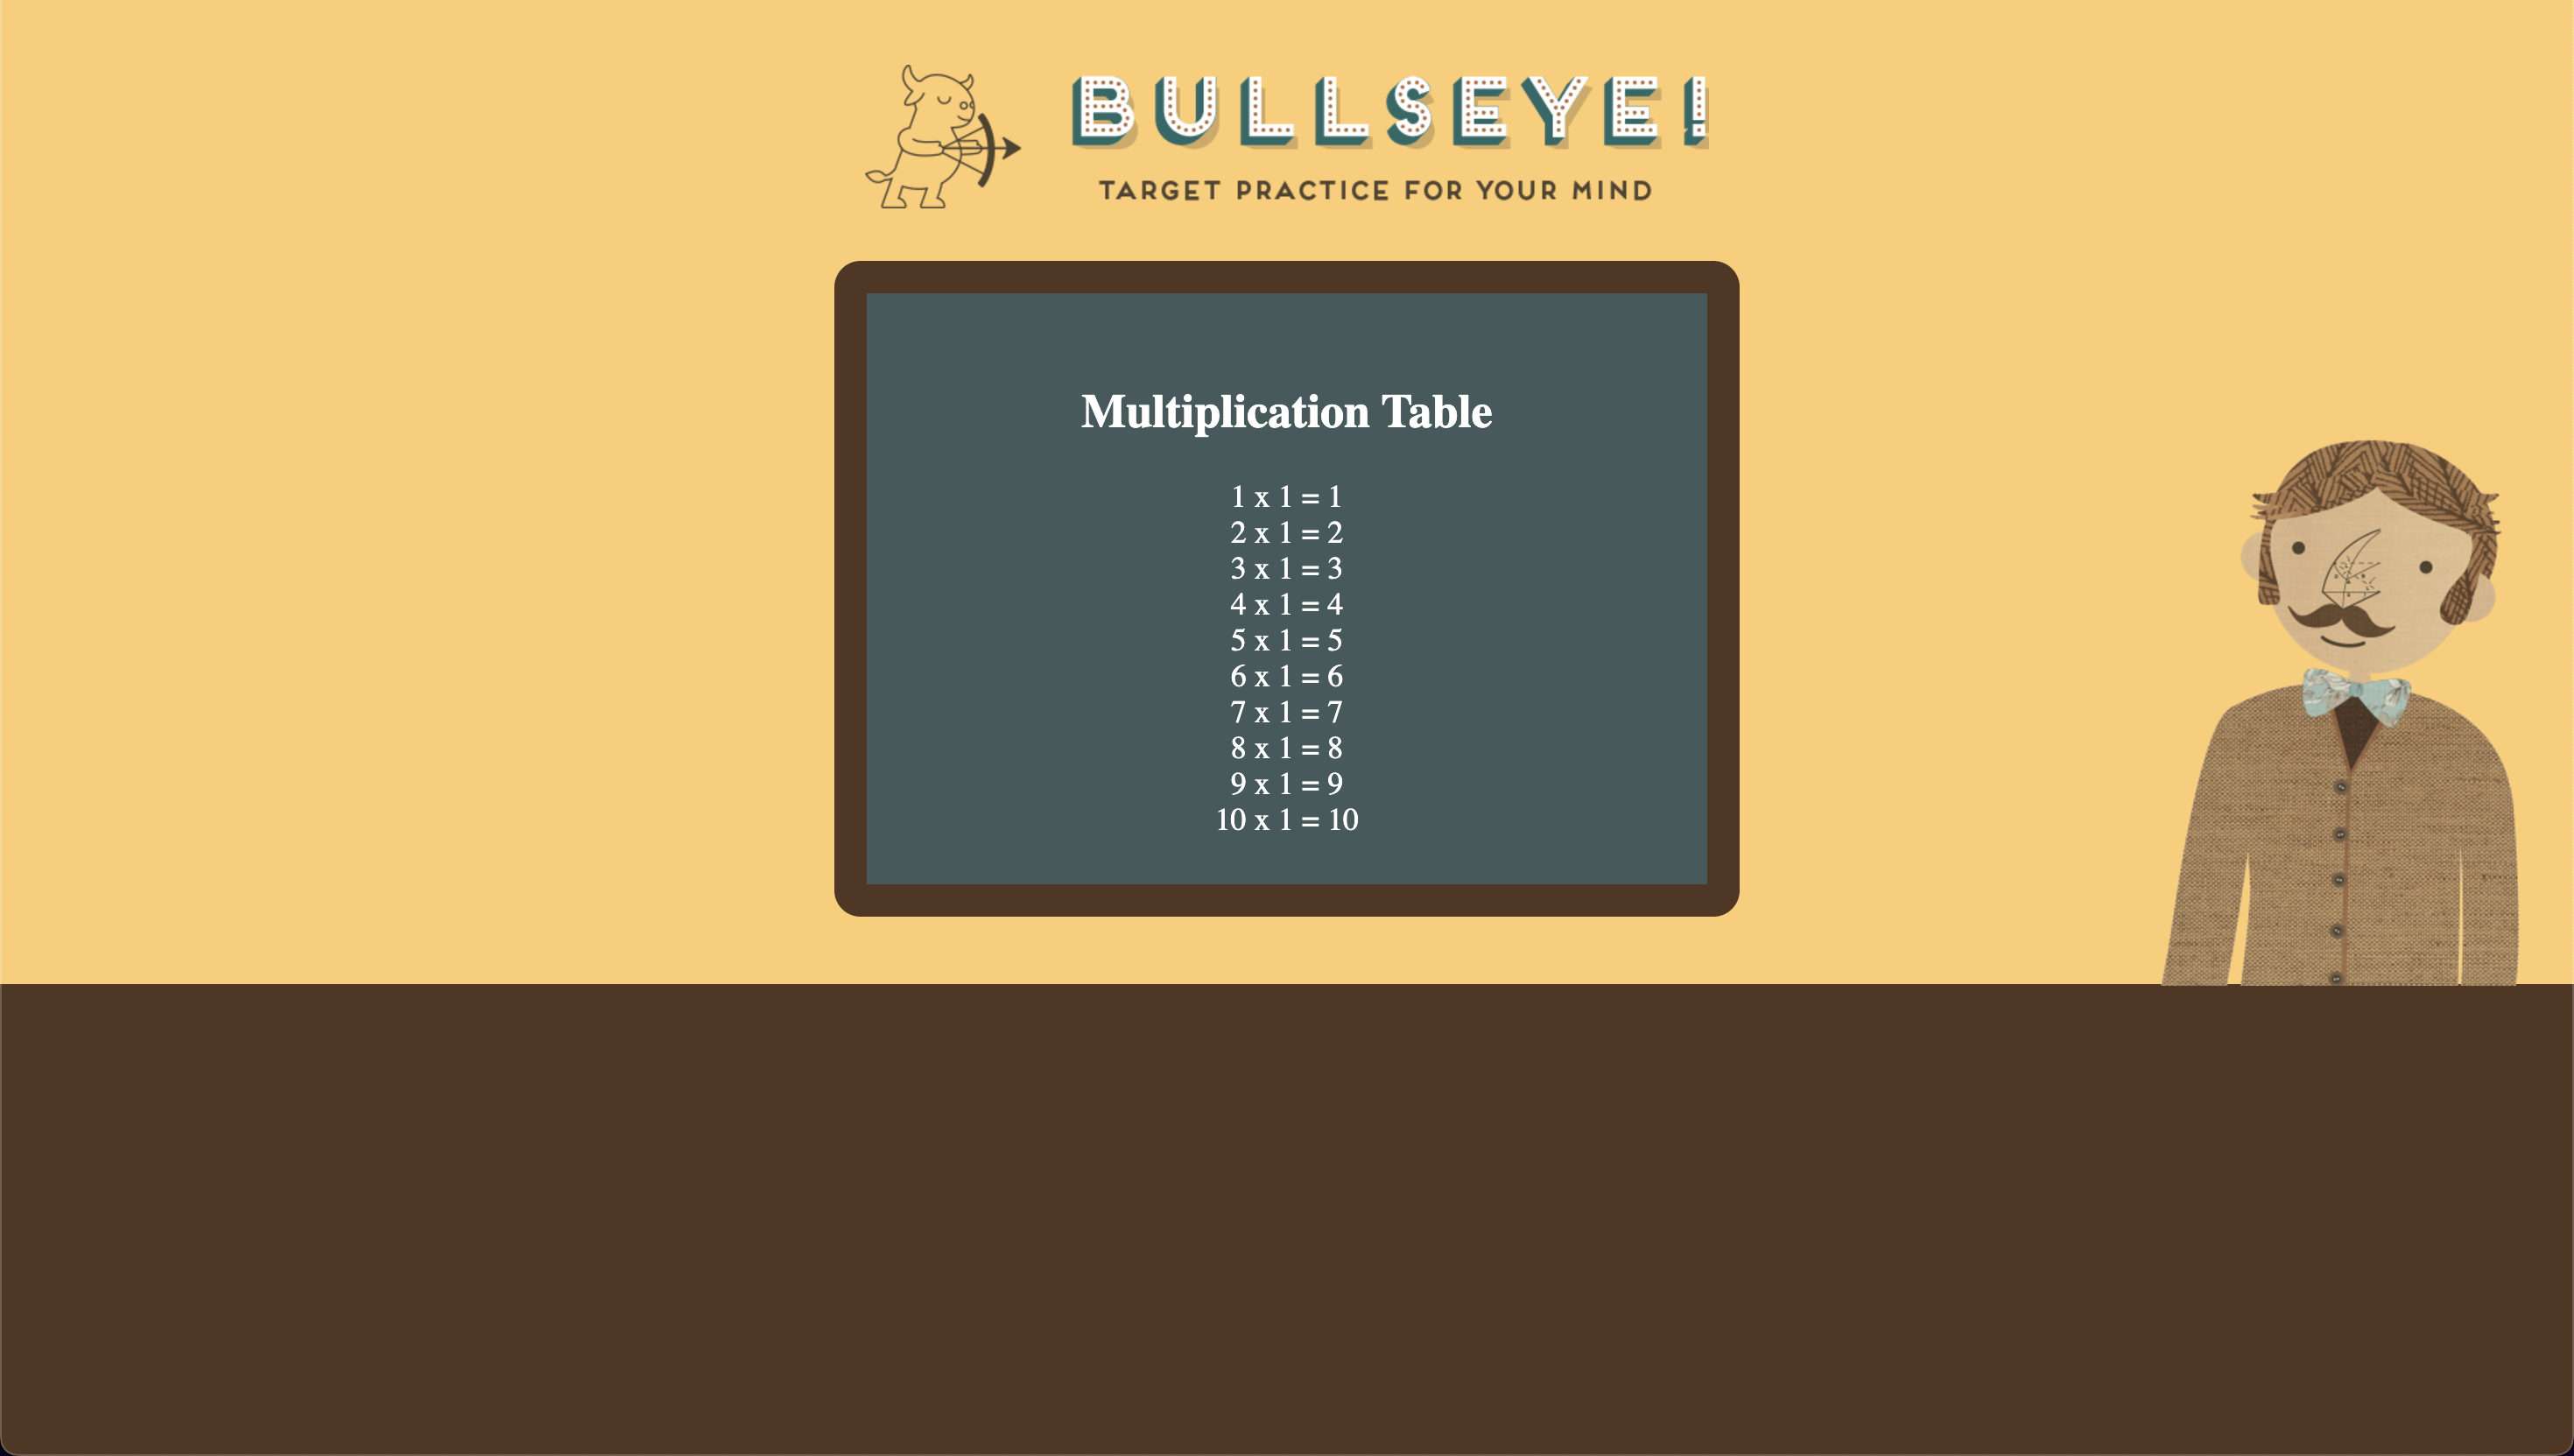 BULLSEYE!
TARGET PRACTICE FOR YOUR MIND
Multiplication Table
1 x 1 = 1
2 x 1 = 2
3 x 1 = 3
4 x 1 = 4
5 x 1 = 5
6 x 1 = 6
7 x 1 = 7
8 x 1 = 8
9 x 1 = 9
10 x 1 = 10